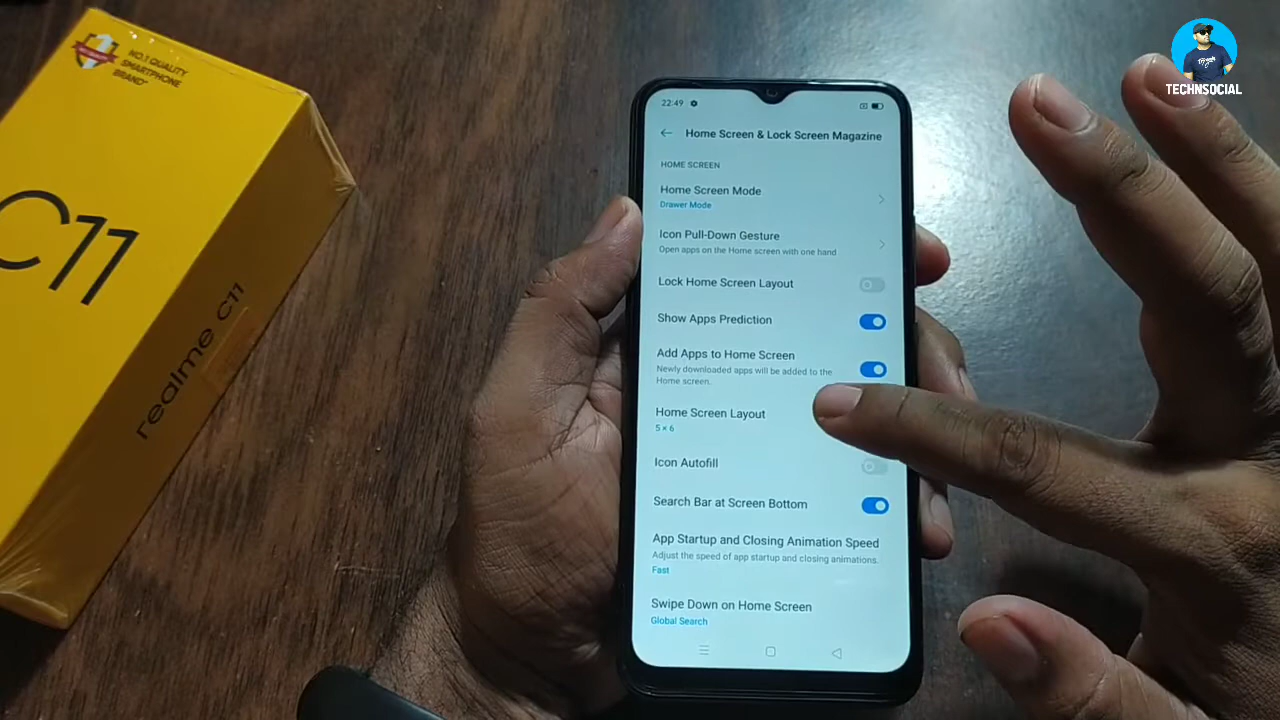 NO.1 QUALITY
SMARTPHONE
BRAND*
C11
realme C11
TECHNSOCIAL
22:49
Home Screen & Lock Screen Magazine
HOME SCREEN
Home Screen Mode
Drawer Mode
Icon Pull-Down Gesture
Open apps on the Home screen with one hand
Lock Home Screen Layout
Show Apps Prediction
Add Apps to Home Screen
Newly downloaded apps will be added to the
Home screen.
Home Screen Layout
5 × 6
Icon Autofill
Search Bar at Screen Bottom
App Startup and Closing Animation Speed
Adjust the speed of app startup and closing animations.
Fast
Swipe Down on Home Screen
Global Search